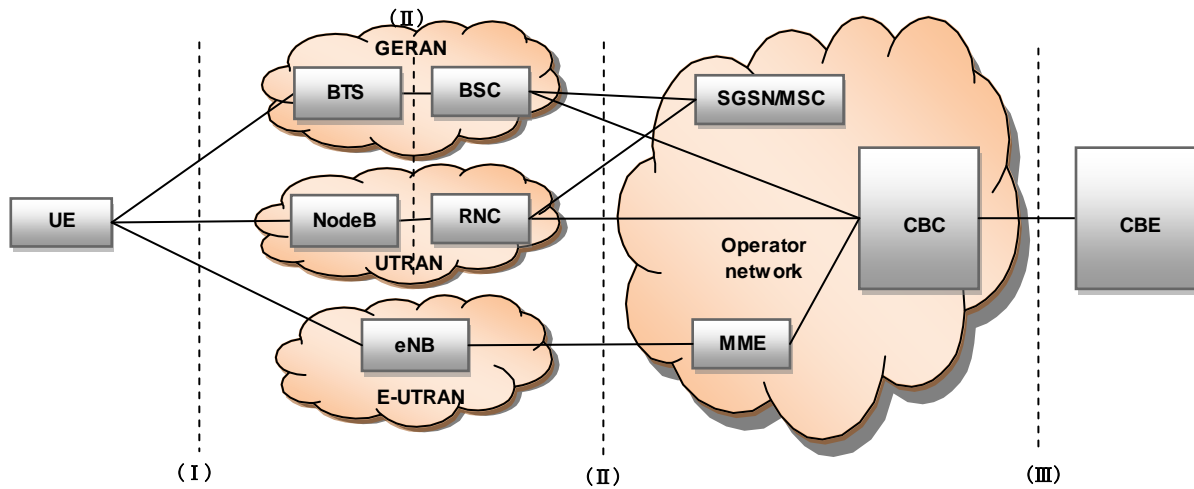 (Ⅱ)
GERAN
BTS
BSC
SGSN/MSC
UE
NodeB
RNC
UTRAN
CBC
CBE
Operator
network
eNB
MME
E-UTRAN
(Ⅰ)
(Ⅱ)
(Ⅲ)